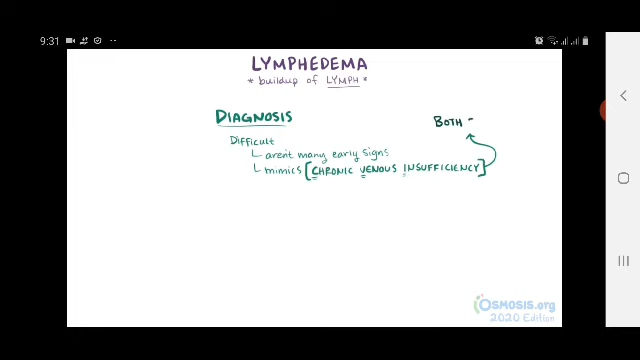 9:31
LYMPHEDEMA
* buildup of LYMPH *
DIAGNOSIS
BOTH -
Difficult
aren't many early signs
mimics [CHRONIC VENOUS INSUFFICIENCY]
OSMOSIS.org
2020 Edition